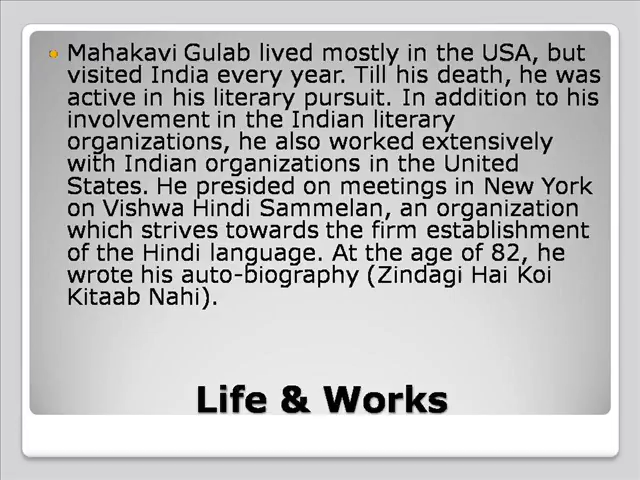 Mahakavi Gulab lived mostly in the USA, but
visited India every year. Till his death, he was
active in his literary pursuit. In addition to his
involvement in the Indian literary
organizations, he also worked extensively
with Indian organizations in the United
States. He presided on meetings in New York
on Vishwa Hindi Sammelan, an organization
which strives towards the firm establishment
of the Hindi language. At the age of 82, he
wrote his auto-biography (Zindagi Hai Koi
Kitaab Nahi).
Life & Works